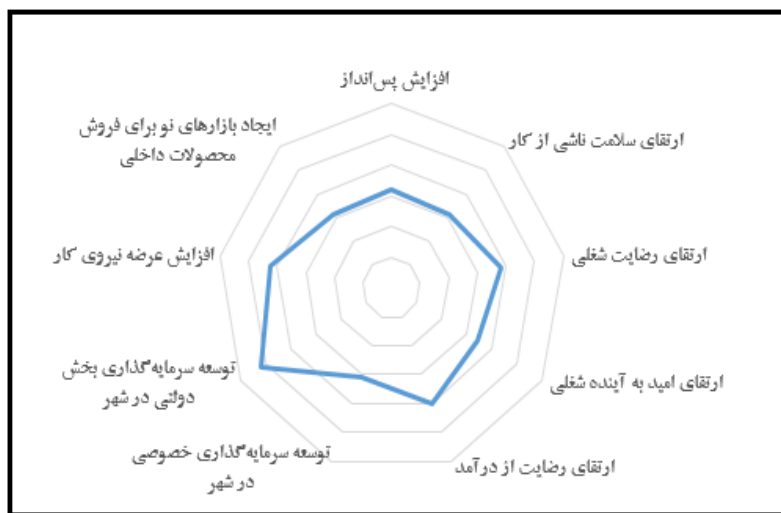 افزایش پس‌انداز
ارتقای سلامت ناشی از کار
ارتقای رضایت شغلی
ارتقای امید به آینده شغلی
ارتقای رضایت از درآمد
توسعه سرمایه‌گذاری خصوصی
در شهر
توسعه سرمایه‌گذاری بخش
دولتی در شهر
افزایش عرضه نیروی کار
ایجاد بازارهای نو برای فروش
محصولات داخلی